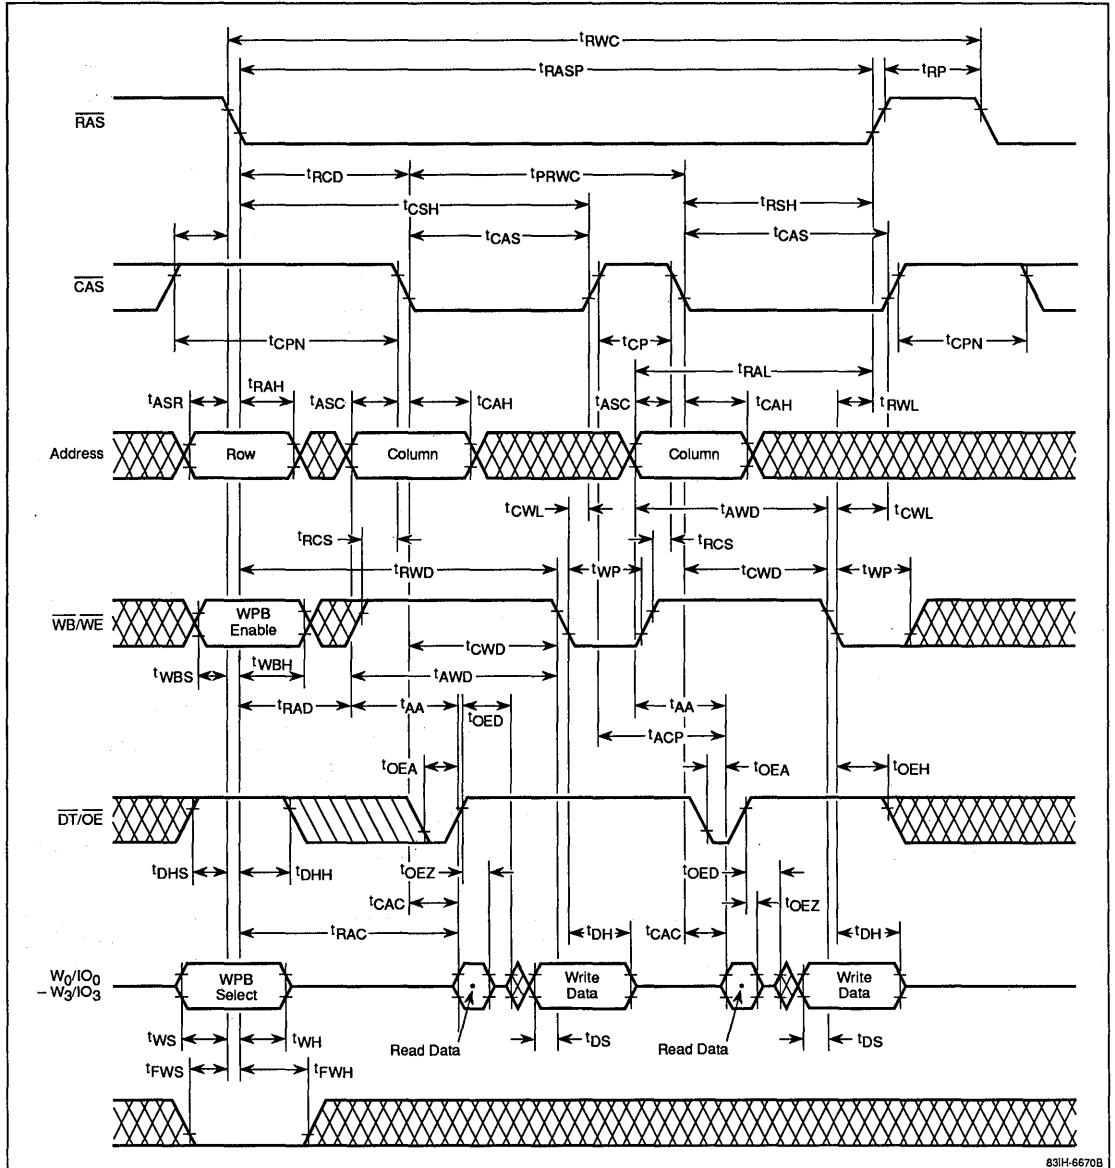 tRWC
tRASP
tRP
RAS
tRCD
tPRWC
tCSH
tRSH
tCAS
tCAS
CAS
tCPN
tCP
tCPN
tRAL
tASR
tRAH
tASC
tCAH
tASC
tCAH
tRWL
Address
Row
Column
Column
tCWL
tAWD
tCWL
tRCS
tRCS
tRWD
tWP
tCWD
tWP
WB/WE
WPB
Enable
tCWD
tWBS
tWBH
tAWD
tRAD
tAA
tOED
tAA
tACP
tOEA
tOEA
tOEH
DT/OE
tDHS
tDHH
tOEZ
tOED
tOEZ
tCAC
tRAC
tDH
tCAC
tDH
W0/IO0
– W3/IO3
WPB
Select
Write
Data
Write
Data
tWS
tWH
Read Data
tDS
Read Data
tDS
tFWS
tFWH
83IH-6670B